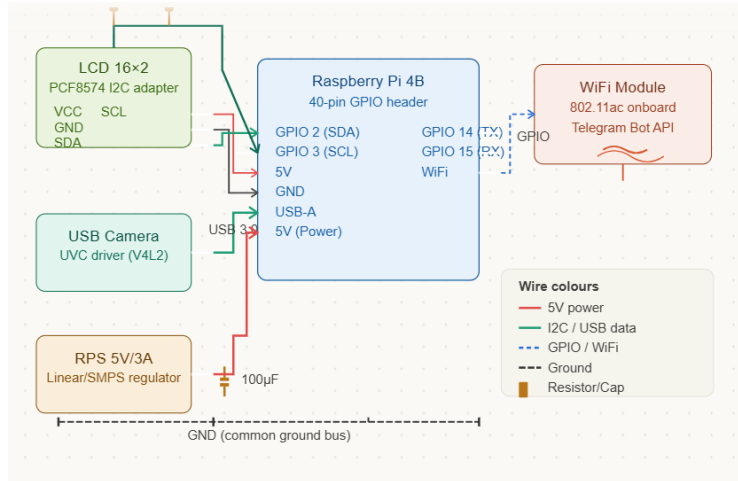 LCD 16×2
PCF8574 I2C adapter
VCC SCL
GND
SDA
Raspberry Pi 4B
40-pin GPIO header
GPIO 2 (SDA)
GPIO 3 (SCL)
5V
GND
USB-A
5V (Power)
GPIO 14 (TX)
GPIO 15 (RX)
WiFi
GPIO
WiFi Module
802.11ac onboard
Telegram Bot API
USB Camera
UVC driver (V4L2)
USB 3.0
RPS 5V/3A
Linear/SMPS regulator
100µF
GND (common ground bus)
Wire colours
5V power
I2C / USB data
GPIO / WiFi
Ground
Resistor/Cap